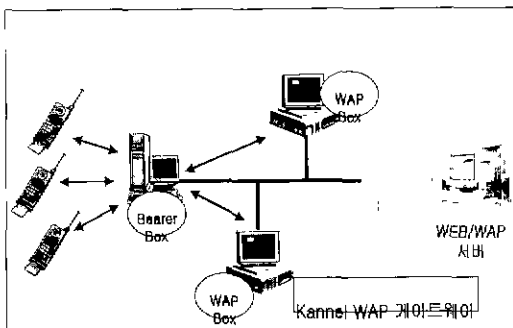 WAP
Box
Bearer
Box
WEB/WAP
서버
WAP
Box
Kannel WAP 게이트웨이